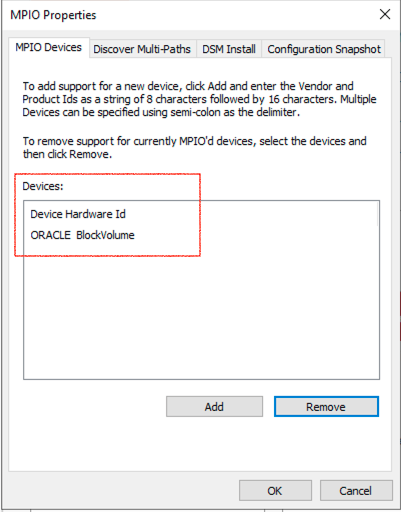 MPIO Properties
MPIO Devices Discover Multi-Paths DSM Install Configuration Snapshot
To add support for a new device, click Add and enter the Vendor and
Product Ids as a string of 8 characters followed by 16 characters. Multiple
Devices can be specified using semi-colon as the delimiter.
To remove support for currently MPIO'd devices, select the devices and
then click Remove.
Devices:
Device Hardware Id
ORACLE  BlockVolume
Add Remove
OK Cancel